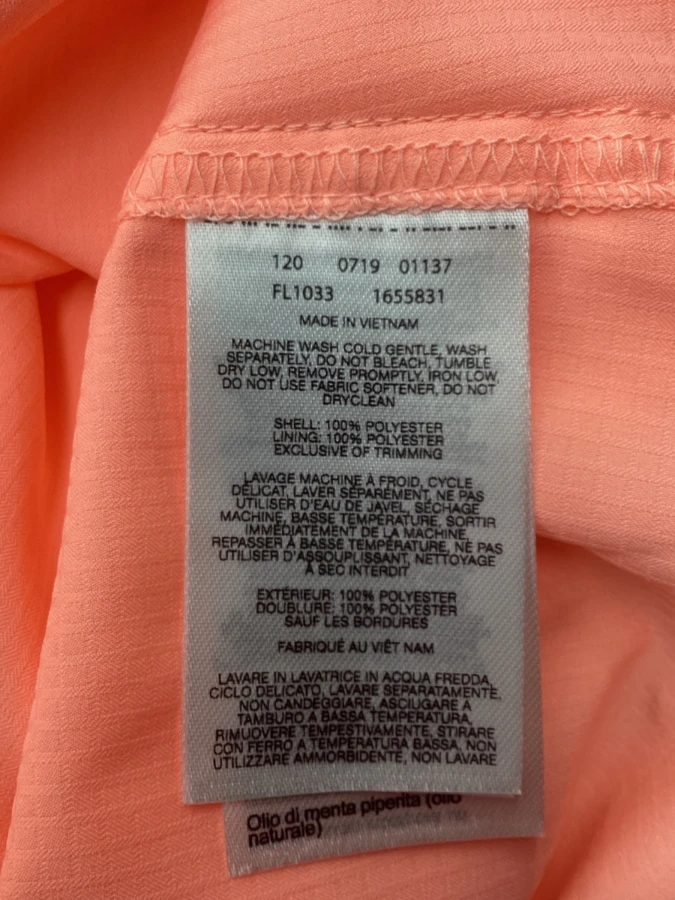 120 0719 01137
FL1033 1655831
MADE IN VIETNAM
MACHINE WASH COLD GENTLE, WASH
SEPARATELY, DO NOT BLEACH, TUMBLE
DRY LOW, REMOVE PROMPTLY, IRON LOW,
DO NOT USE FABRIC SOFTENER, DO NOT
DRYCLEAN
SHELL: 100% POLYESTER
LINING: 100% POLYESTER
EXCLUSIVE OF TRIMMING
LAVAGE MACHINE À FROID, CYCLE
DÉLICAT, LAVER SÉPARÉMENT, NE PAS
UTILISER D'EAU DE JAVEL, SÉCHAGE
MACHINE, BASSE TEMPÉRATURE, SORTIR
IMMÉDIATEMENT DE LA MACHINE,
REPASSER À BASSE TEMPÉRATURE, NE PAS
UTILISER D'ASSOUPLISSANT, NETTOYAGE
À SEC INTERDIT
EXTÉRIEUR: 100% POLYESTER
DOUBLURE: 100% POLYESTER
SAUF LES BORDURES
FABRIQUÉ AU VIÊT NAM
LAVARE IN LAVATRICE IN ACQUA FREDDA,
CICLO DELICATO, LAVARE SEPARATAMENTE,
NON CANDEGGIARE, ASCIUGARE A
TAMBURO A BASSA TEMPERATURA,
RIMUOVERE TEMPESTIVAMENTE, STIRARE
CON FERRO A TEMPERATURA BASSA, NON
UTILIZZARE AMMORBIDENTE, NON LAVARE
Olio di menta piperita (olio
naturale)